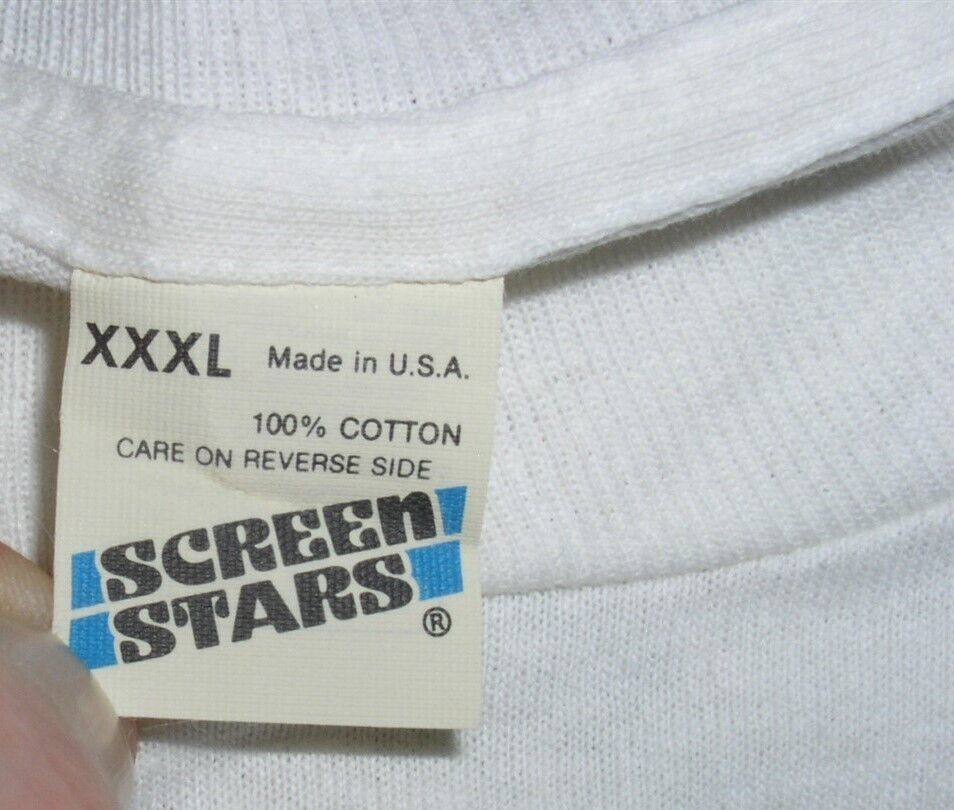 XXXL Made in U.S.A.
100% COTTON
CARE ON REVERSE SIDE
SCREEn
STARS ®